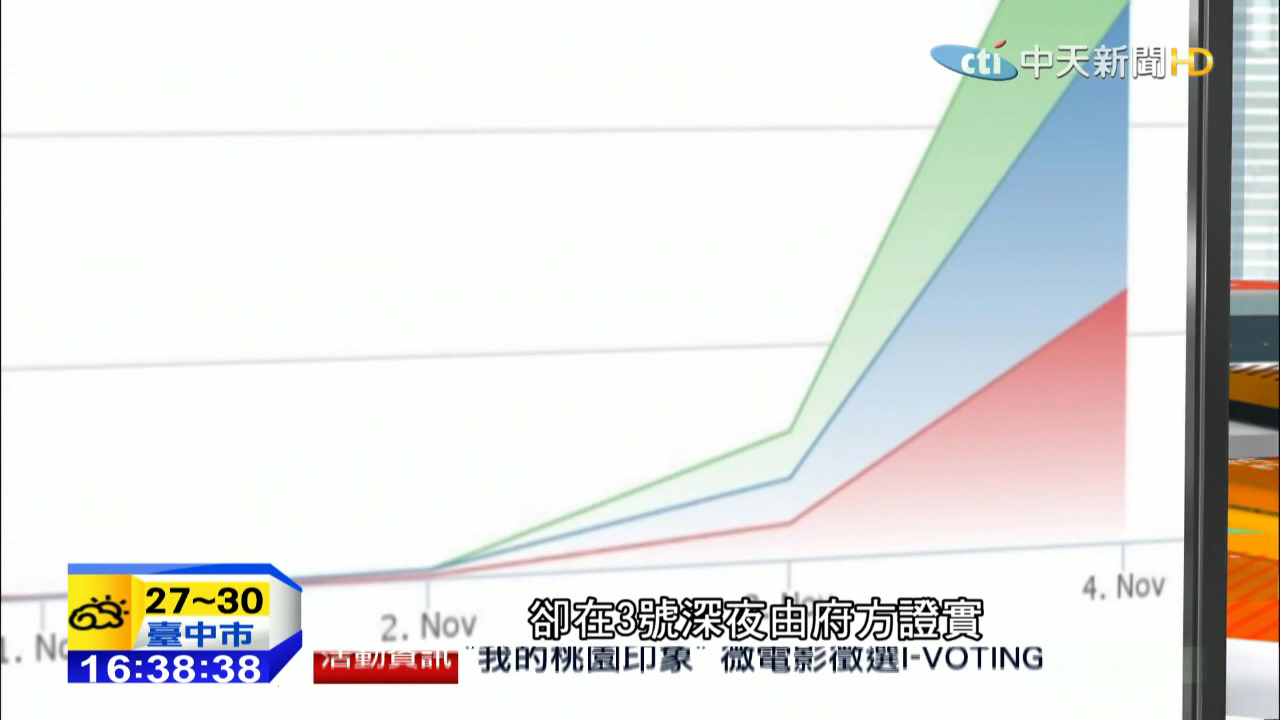 cti 中天新聞HD
4. Nov
2. Nov
27~30
臺中市
16:38:38
卻在3號深夜由府方證實
活動資訊 "我的桃園印象" 微電影徵選I-VOTING